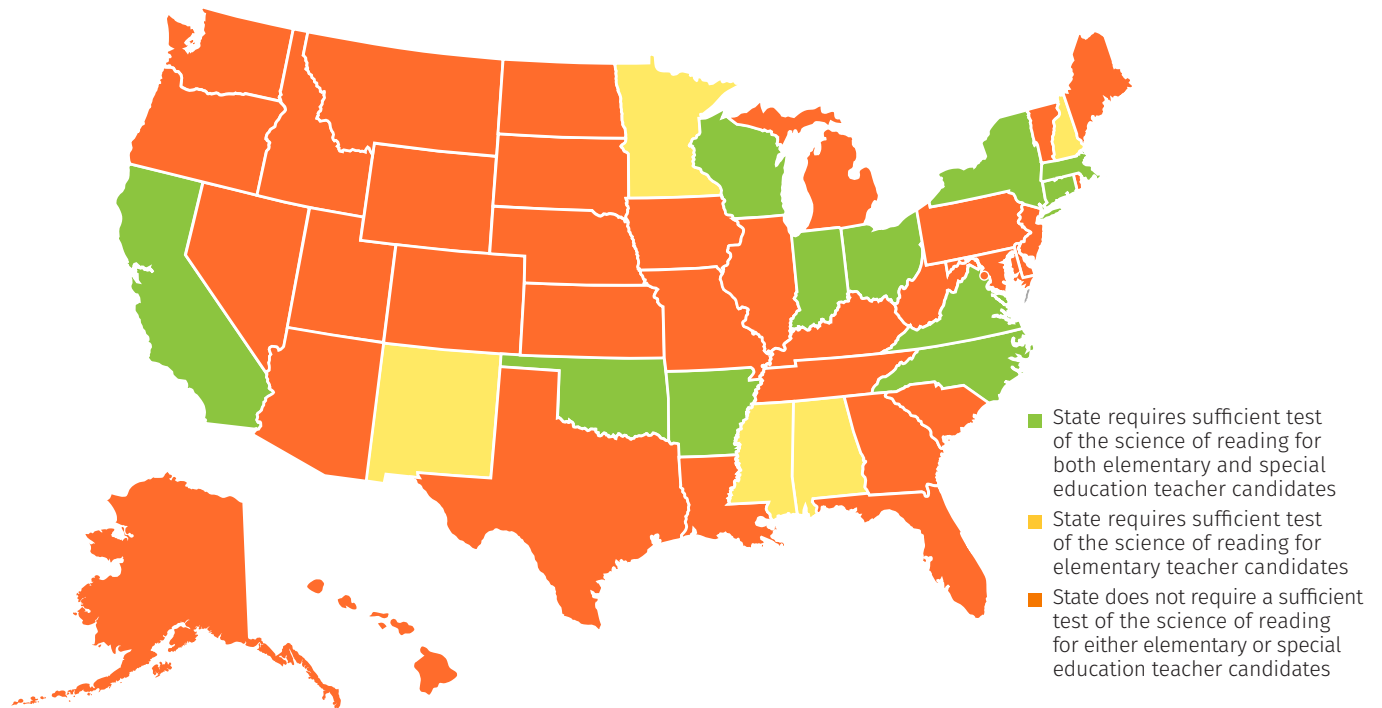 State requires sufficient test
of the science of reading for
both elementary and special
education teacher candidates
State requires sufficient test
of the science of reading for
elementary teacher candidates
State does not require a sufficient
test of the science of reading
for either elementary or special
education teacher candidates